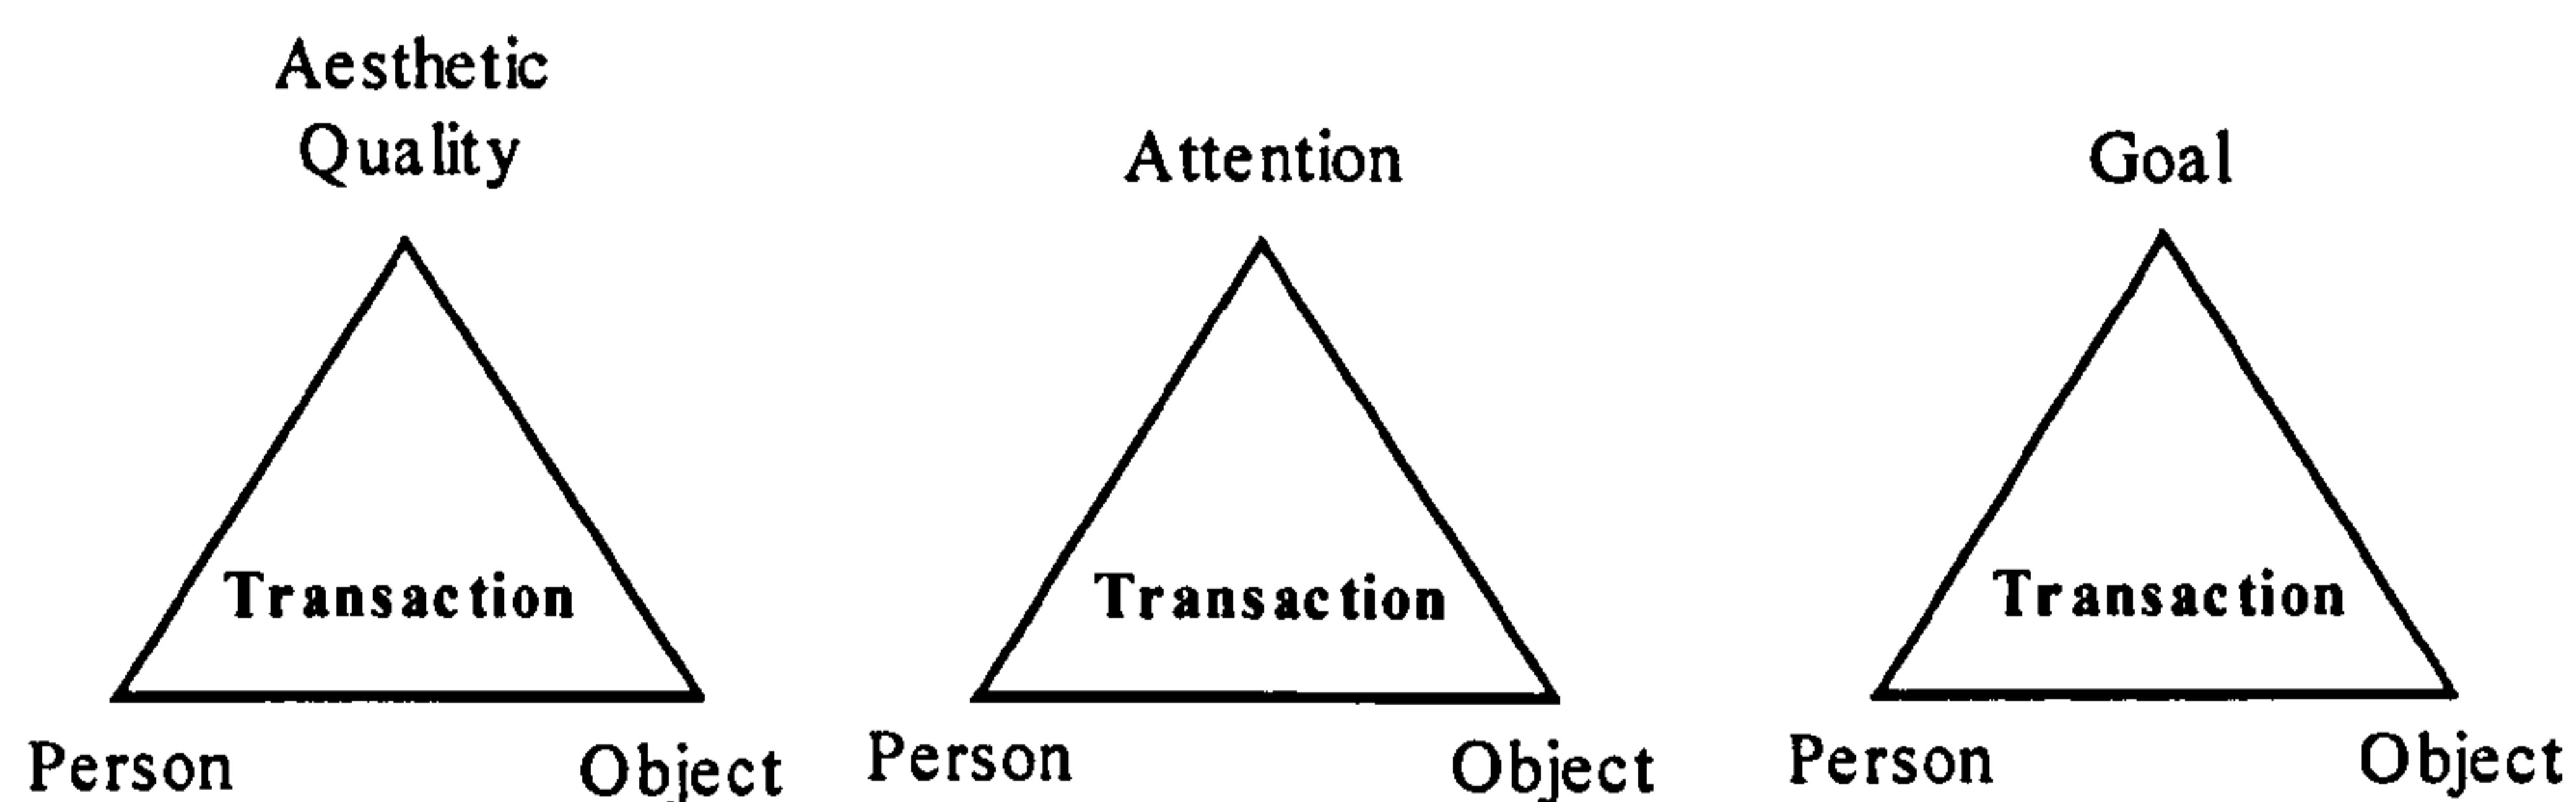 Aesthetic
Quality
Attention
Goal
Transaction
Transaction
Transaction
Person
Object
Person
Object
Person
Object